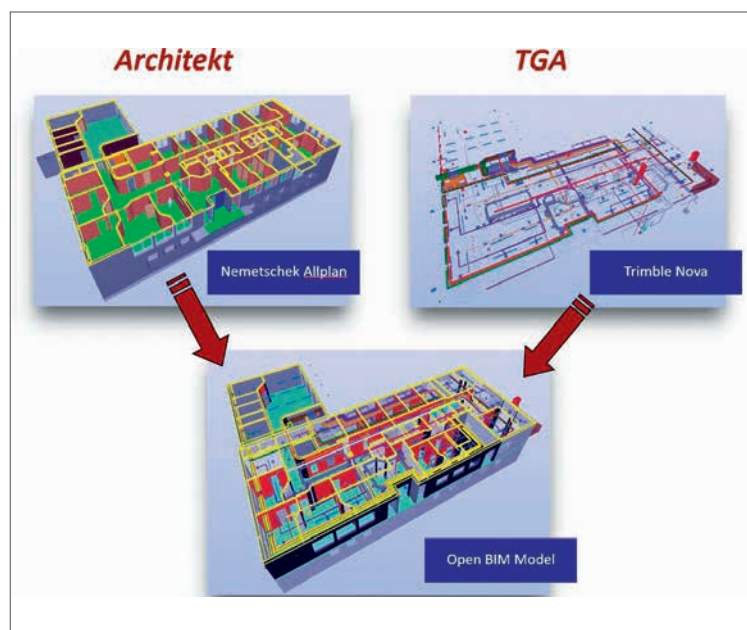 Architekt
TGA
Nemetschek Allplan
Trimble Nova
Open BIM Model